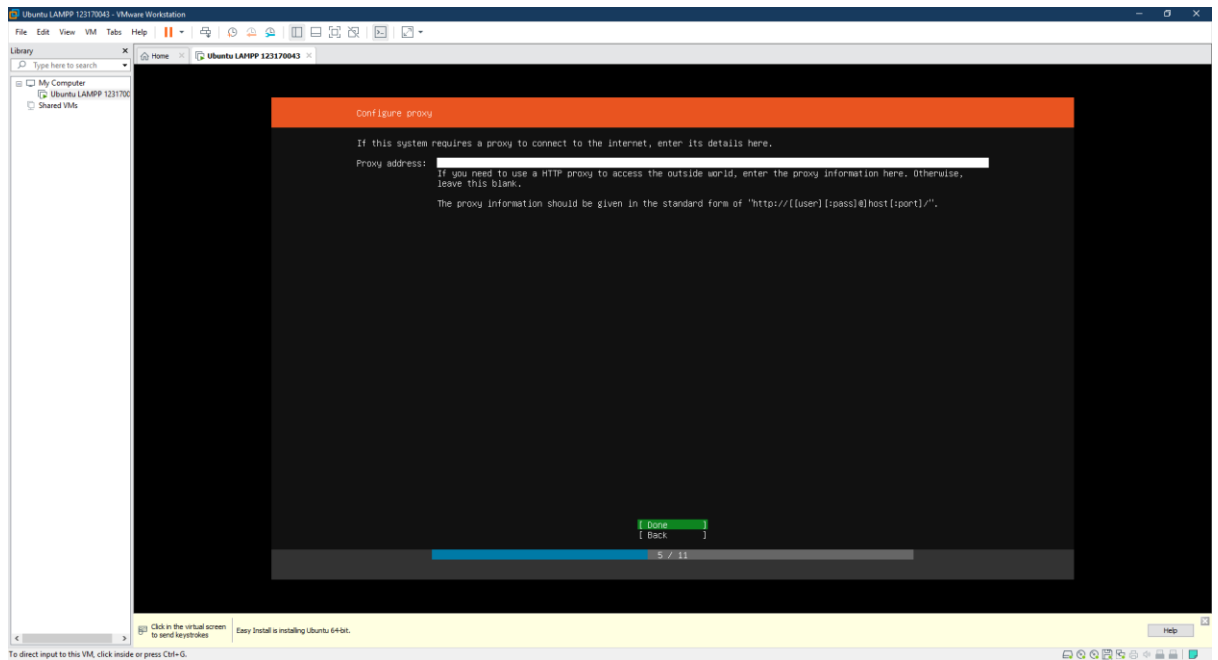 Ubuntu LAMPP 123170043 - VMware Workstation
File Edit View VM Tabs Help
Library
Home
Ubuntu LAMPP 123170043
Type here to search
My Computer
Ubuntu LAMPP 1231700
Shared VMs
Configure proxy
If this system requires a proxy to connect to the internet, enter its details here.
Proxy address:
If you need to use a HTTP proxy to access the outside world, enter the proxy information here. Otherwise,
leave this blank.
The proxy information should be given in the standard form of "http://[[user][:pass]@]host[:port]/".
[ Done ]
[ Back ]
5 / 11
Click in the virtual screen
to send keystrokes
Easy Install is installing Ubuntu 64-bit.
Help
To direct input to this VM, click inside or press Ctrl+G.